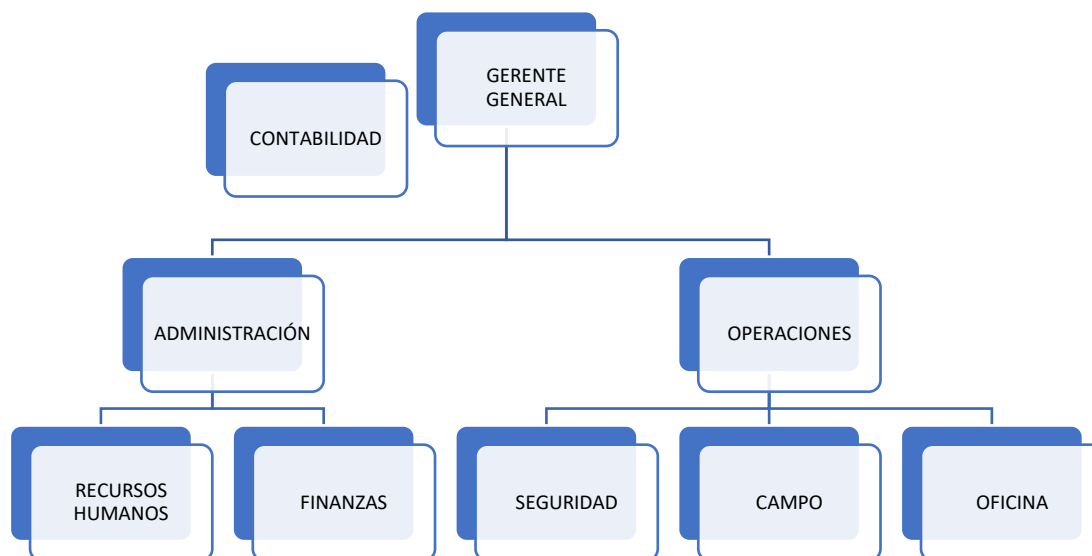 GERENTE
GENERAL
CONTABILIDAD
ADMINISTRACIÓN
OPERACIONES
RECURSOS
HUMANOS
FINANZAS
SEGURIDAD
CAMPO
OFICINA